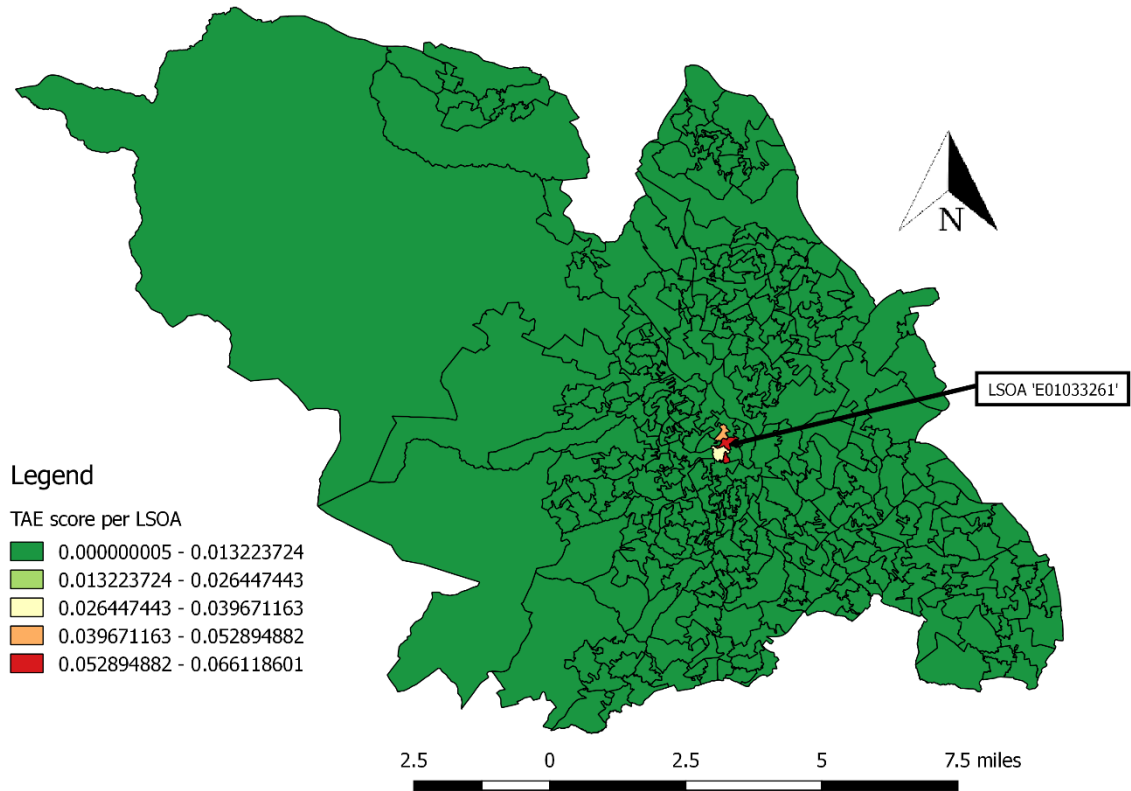 N
LSOA 'E01033261'
Legend
TAE score per LSOA
0.000000005 - 0.013223724
0.013223724 - 0.026447443
0.026447443 - 0.039671163
0.039671163 - 0.052894882
0.052894882 - 0.066118601
2.5 0 2.5 5 7.5 miles